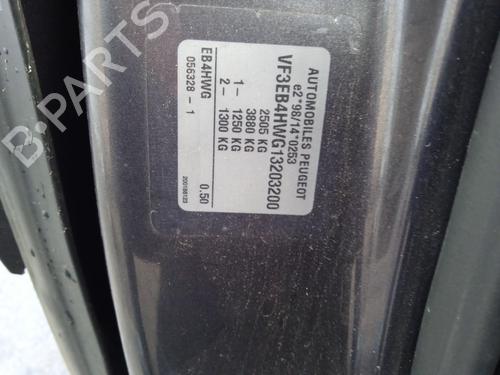 AUTOMOBILES PEUGEOT
e2*98/14*0253
VF3EB4HWG13203200
2505 KG
3880 KG
1- 1250 KG
2- 1300 KG
EB4HWG 0.50
056328 - 1
B-PARTS